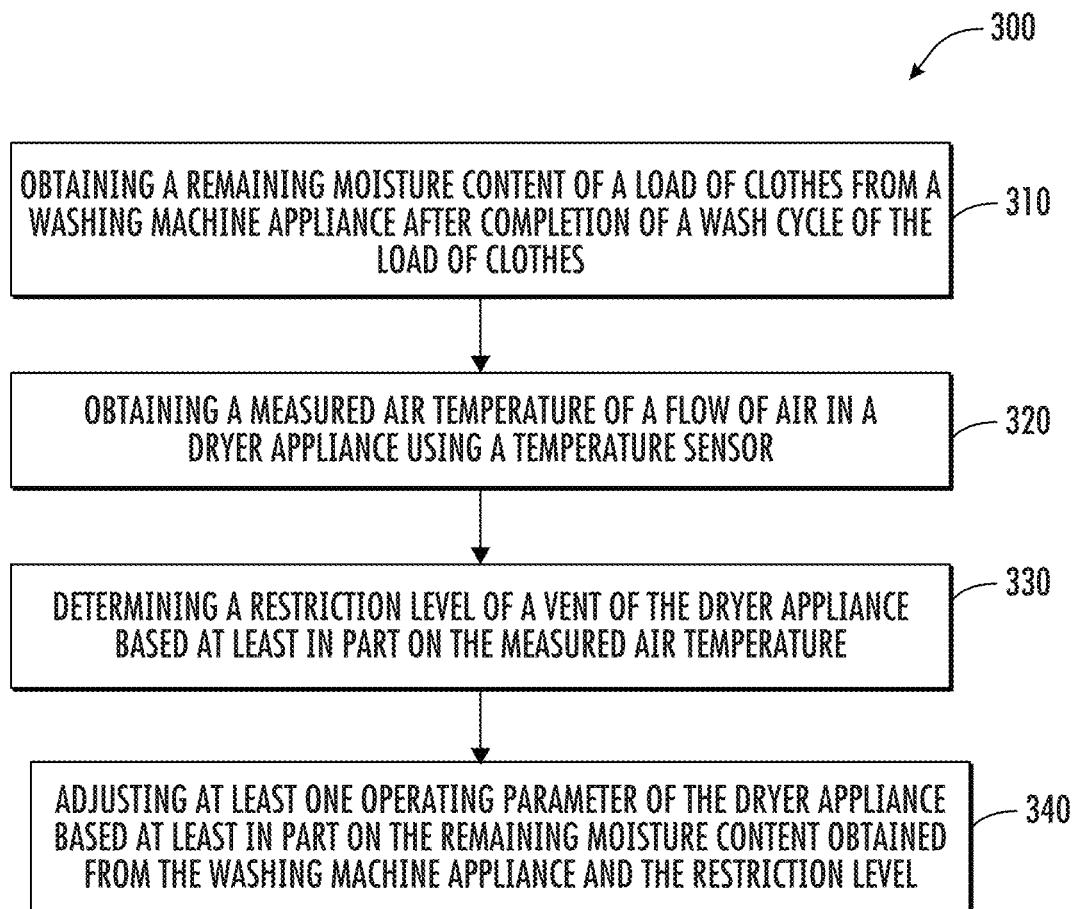 300
OBTAINING A REMAINING MOISTURE CONTENT OF A LOAD OF CLOTHES FROM A
WASHING MACHINE APPLIANCE AFTER COMPLETION OF A WASH CYCLE OF THE
LOAD OF CLOTHES
310
OBTAINING A MEASURED AIR TEMPERATURE OF A FLOW OF AIR IN A
DRYER APPLIANCE USING A TEMPERATURE SENSOR
320
DETERMINING A RESTRICTION LEVEL OF A VENT OF THE DRYER APPLIANCE
BASED AT LEAST IN PART ON THE MEASURED AIR TEMPERATURE
330
ADJUSTING AT LEAST ONE OPERATING PARAMETER OF THE DRYER APPLIANCE
BASED AT LEAST IN PART ON THE REMAINING MOISTURE CONTENT OBTAINED
FROM THE WASHING MACHINE APPLIANCE AND THE RESTRICTION LEVEL
340